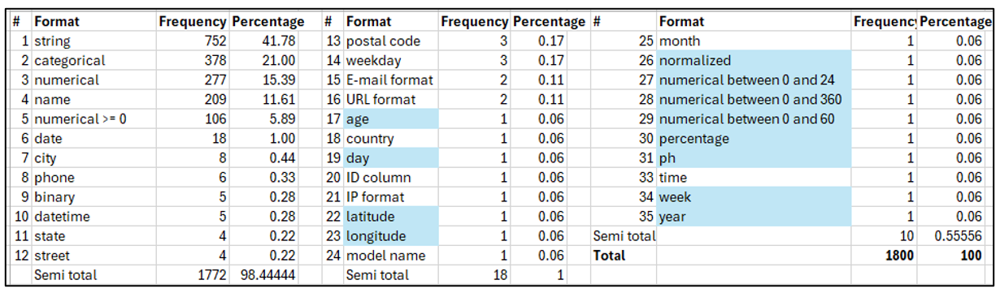 # Format Frequency Percentage # Format Frequency Percentage # Format Frequency Percentage
1 string 752 41.78 13 postal code 3 0.17 25 month 1 0.06
2 categorical 378 21.00 14 weekday 3 0.17 26 normalized 1 0.06
3 numerical 277 15.39 15 E-mail format 2 0.11 27 numerical between 0 and 24 1 0.06
4 name 209 11.61 16 URL format 2 0.11 28 numerical between 0 and 360 1 0.06
5 numerical >= 0 106 5.89 17 age 1 0.06 29 numerical between 0 and 60 1 0.06
6 date 18 1.00 18 country 1 0.06 30 percentage 1 0.06
7 city 8 0.44 19 day 1 0.06 31 ph 1 0.06
8 phone 6 0.33 20 ID column 1 0.06 33 time 1 0.06
9 binary 5 0.28 21 IP format 1 0.06 34 week 1 0.06
10 datetime 5 0.28 22 latitude 1 0.06 35 year 1 0.06
11 state 4 0.22 23 longitude 1 0.06 Semi total 10 0.55556
12 street 4 0.22 24 model name 1 0.06 Total 1800 100
Semi total 1772 98.44444 Semi total 18 1